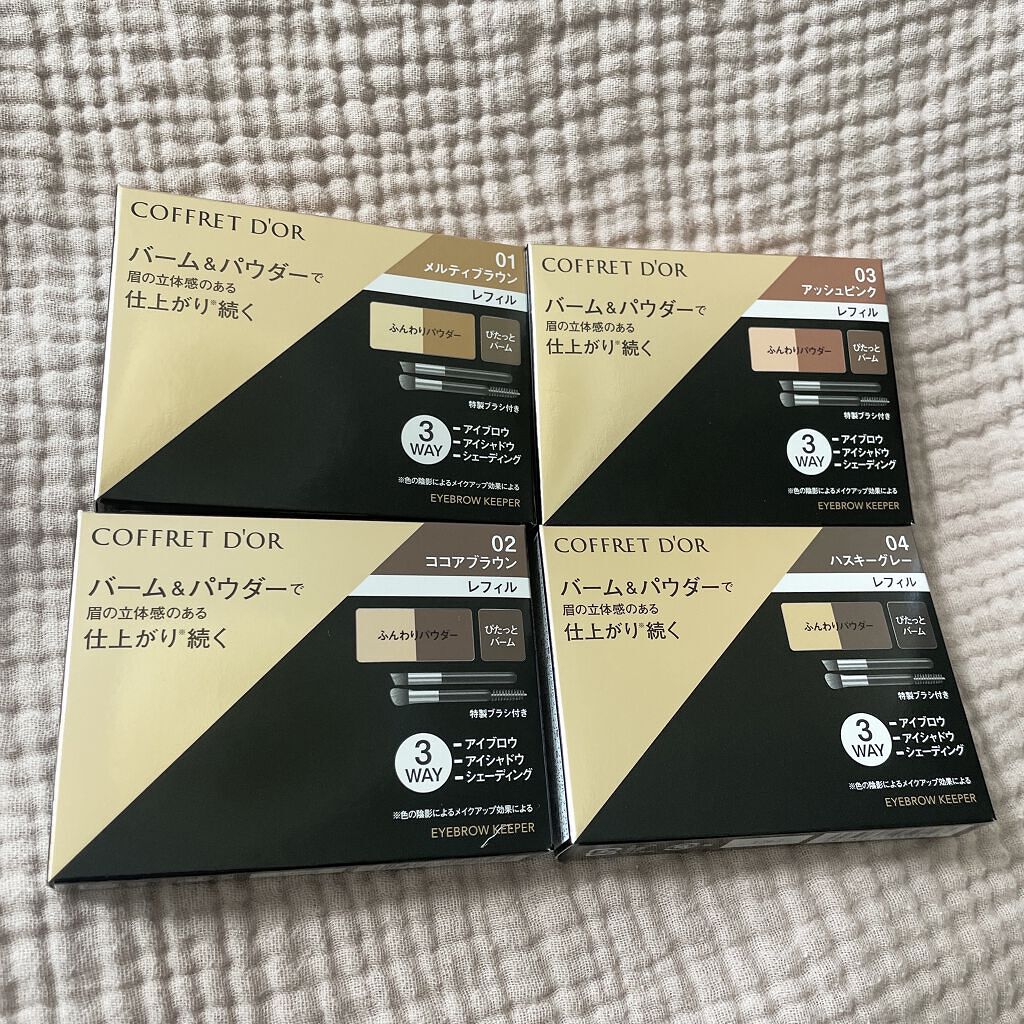 COFFRET D'OR
バーム&パウダーで
眉の立体感のある
仕上がり※続く
01
メルティブラウン
レフィル
ふんわりパウダー
ぴたっと
バーム
特製ブラシ付き
3
WAY
アイブロウ
アイシャドウ
シェーディング
※色の陰影によるメイクアップ効果による
EYEBROW KEEPER
COFFRET D'OR
バーム&パウダーで
眉の立体感のある
仕上がり※続く
03
アッシュピンク
レフィル
ふんわりパウダー
ぴたっと
バーム
特製ブラシ付き
3
WAY
アイブロウ
アイシャドウ
シェーディング
※色の陰影によるメイクアップ効果による
EYEBROW KEEPER
COFFRET D'OR
バーム&パウダーで
眉の立体感のある
仕上がり※続く
02
ココアブラウン
レフィル
ふんわりパウダー
ぴたっと
バーム
特製ブラシ付き
3
WAY
アイブロウ
アイシャドウ
シェーディング
※色の陰影によるメイクアップ効果による
EYEBROW KEEPER
COFFRET D'OR
バーム&パウダーで
眉の立体感のある
仕上がり※続く
04
ハスキーグレー
レフィル
ふんわりパウダー
ぴたっと
バーム
特製ブラシ付き
3
WAY
アイブロウ
アイシャドウ
シェーディング
※色の陰影によるメイクアップ効果による
EYEBROW KEEPER